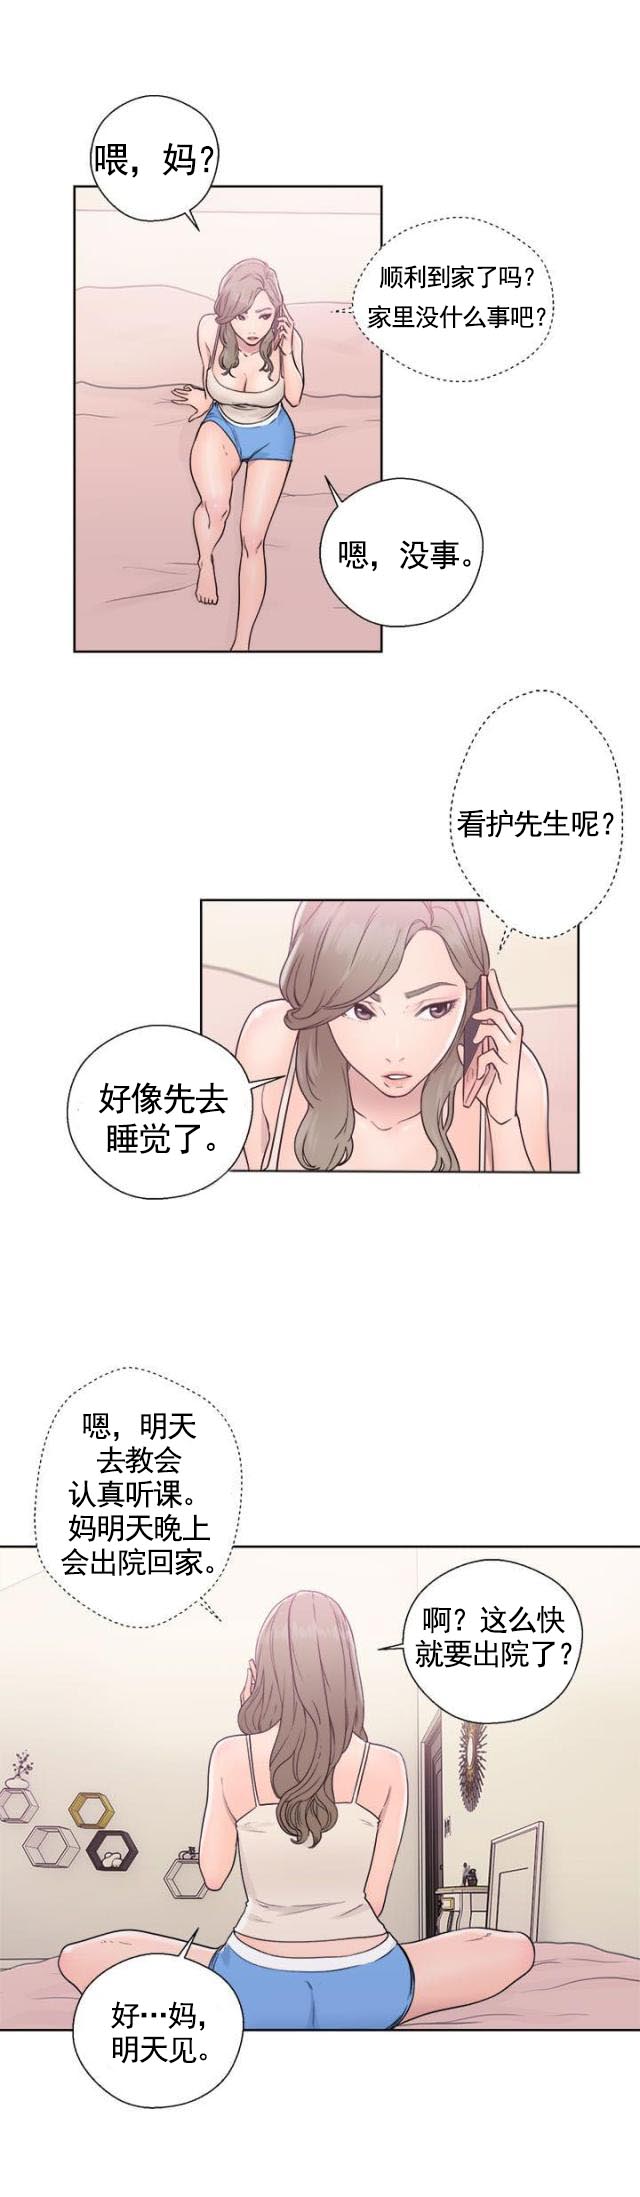 喂，妈？
顺利到家了吗？
家里没什么事吧？
嗯，没事。
看护先生呢？
好像先去
睡觉了。
嗯，明天
去教会
认真听课。
妈明天晚上
会出院回家。
啊？这么快
就要出院了？
好…妈，
明天见。